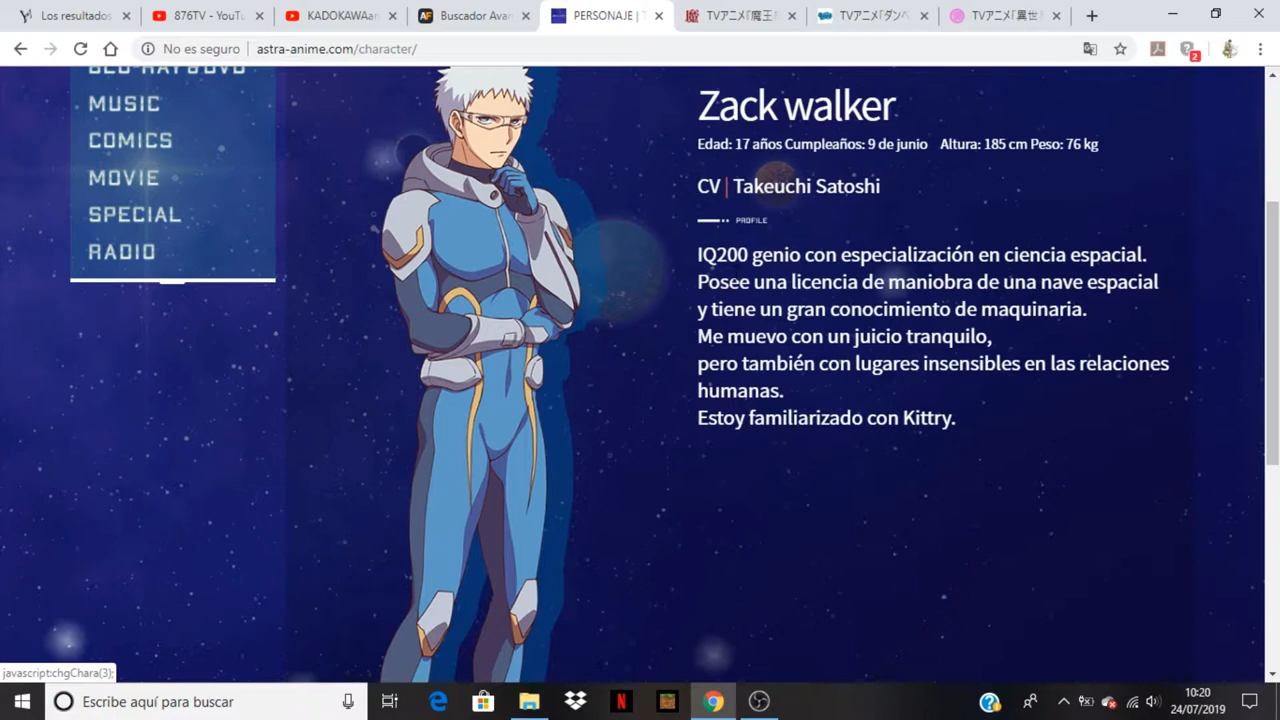 Los resultados
876TV - YouTu
KADOKAWAan
Buscador Avan
PERSONAJE | T
TVアニメ『魔王
TVアニメ『ダンベ
TVアニメ『異世
No es seguro
astra-anime.com/character/
2
BLU-RAY&DVD
MUSIC
COMICS
MOVIE
SPECIAL
RADIO
Zack walker
Edad: 17 años Cumpleaños: 9 de junio Altura: 185 cm Peso: 76 kg
CV | Takeuchi Satoshi
PROFILE
IQ200 genio con especialización en ciencia espacial.
Posee una licencia de maniobra de una nave espacial
y tiene un gran conocimiento de maquinaria.
Me muevo con un juicio tranquilo,
pero también con lugares insensibles en las relaciones
humanas.
Estoy familiarizado con Kittry.
javascript:chgChara(3);
Escribe aquí para buscar
10:20
24/07/2019